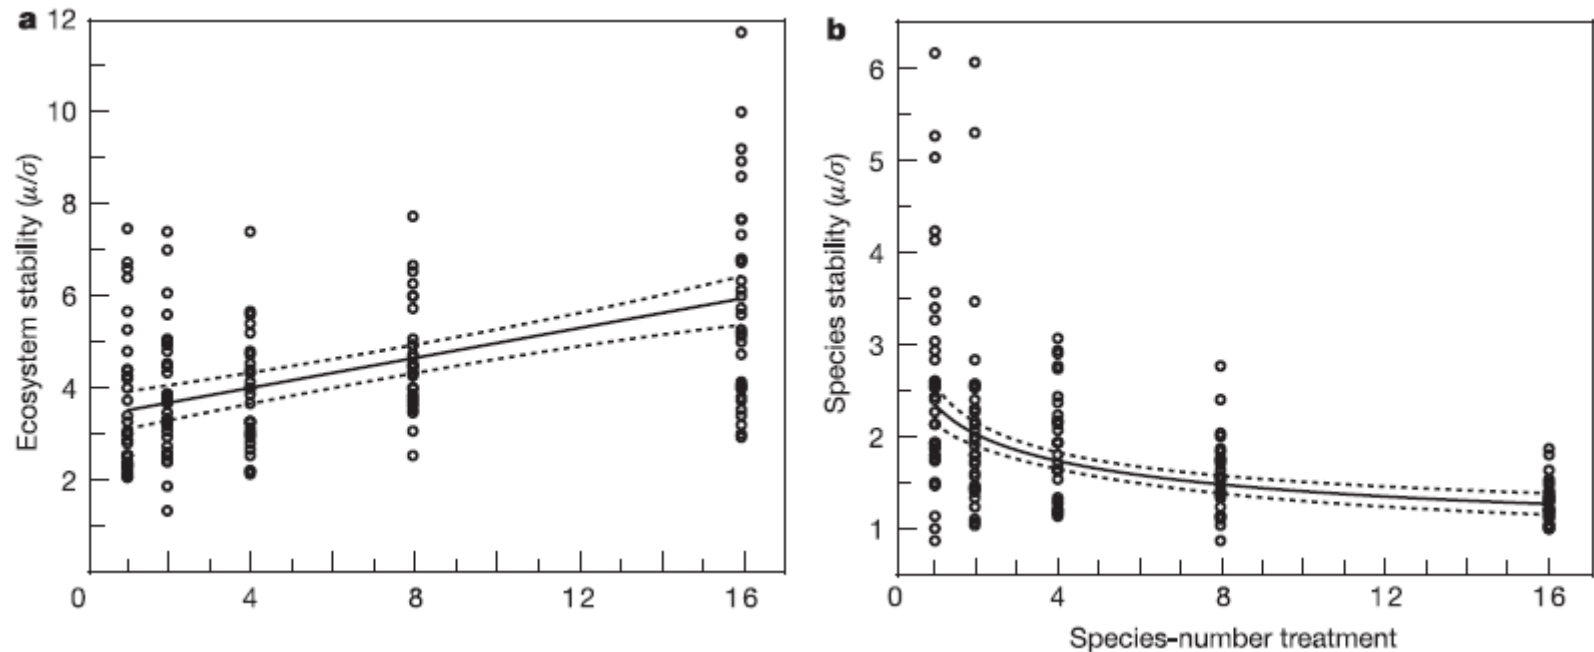 a
Ecosystem stability (μ/σ)
12
10
8
6
4
2
0 4 8 12 16
b
Species stability (μ/σ)
6
5
4
3
2
1
0 4 8 12 16
Species-number treatment